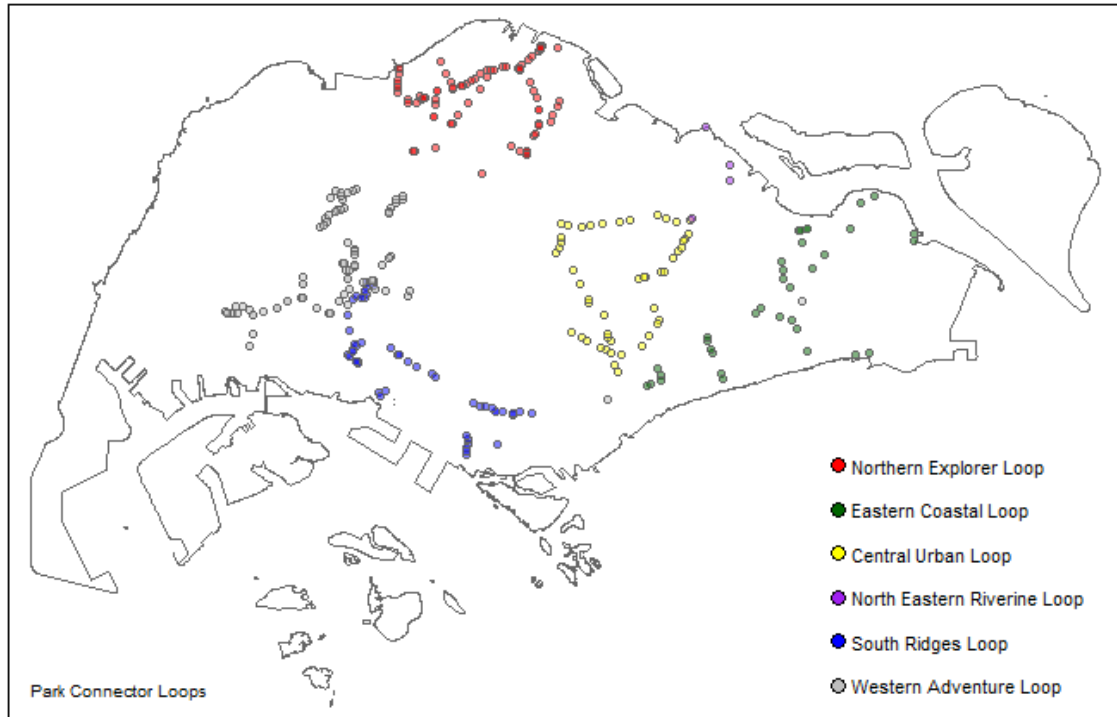 Northern Explorer Loop
Eastern Coastal Loop
Central Urban Loop
North Eastern Riverine Loop
South Ridges Loop
Western Adventure Loop
Park Connector Loops